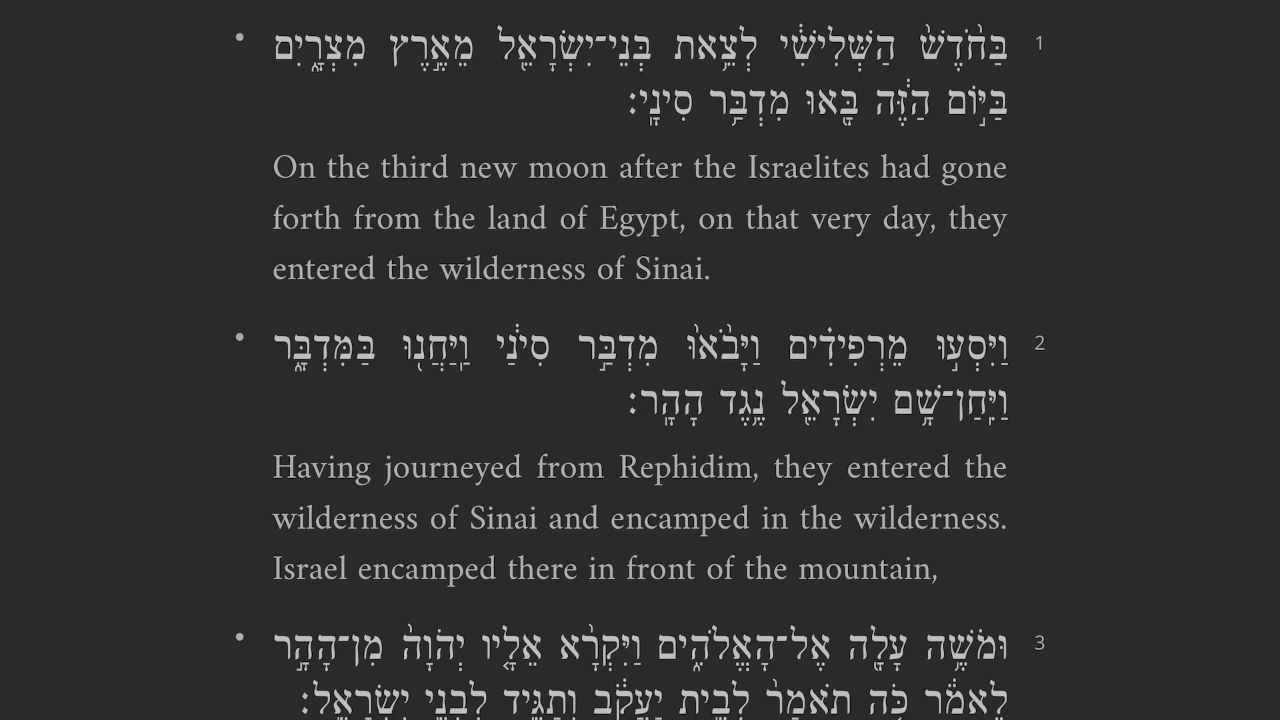 בַּחֹ֙דֶשׁ֙ הַשְּׁלִישִׁ֔י לְצֵ֥את בְּנֵי־יִשְׂרָאֵ֖ל מֵאֶ֣רֶץ מִצְרָ֑יִם 1
בַּיּ֣וֹם הַזֶּ֔ה בָּ֖אוּ מִדְבַּ֥ר סִינָֽי׃
On the third new moon after the Israelites had gone
forth from the land of Egypt, on that very day, they
entered the wilderness of Sinai.
וַיִּסְע֣וּ מֵרְפִידִ֗ים וַיָּבֹ֙אוּ֙ מִדְבַּ֣ר סִינַ֔י וַֽיַּחֲנ֖וּ בַּמִּדְבָּ֑ר 2
וַיִּֽחַן־שָׁ֥ם יִשְׂרָאֵ֖ל נֶ֥גֶד הָהָֽר׃
Having journeyed from Rephidim, they entered the
wilderness of Sinai and encamped in the wilderness.
Israel encamped there in front of the mountain,
וּמֹשֶׁ֥ה עָלָ֖ה אֶל־הָאֱלֹהִ֑ים וַיִּקְרָ֨א אֵלָ֤יו יְהֹוָה֙ מִן־הָהָ֣ר 3
לֵאמֹ֔ר כֹּ֤ה תֹאמַר֙ לְבֵ֣ית יַעֲקֹ֔ב וְתַגֵּ֖יד לִבְנֵ֥י יִשְׂרָאֵֽל׃